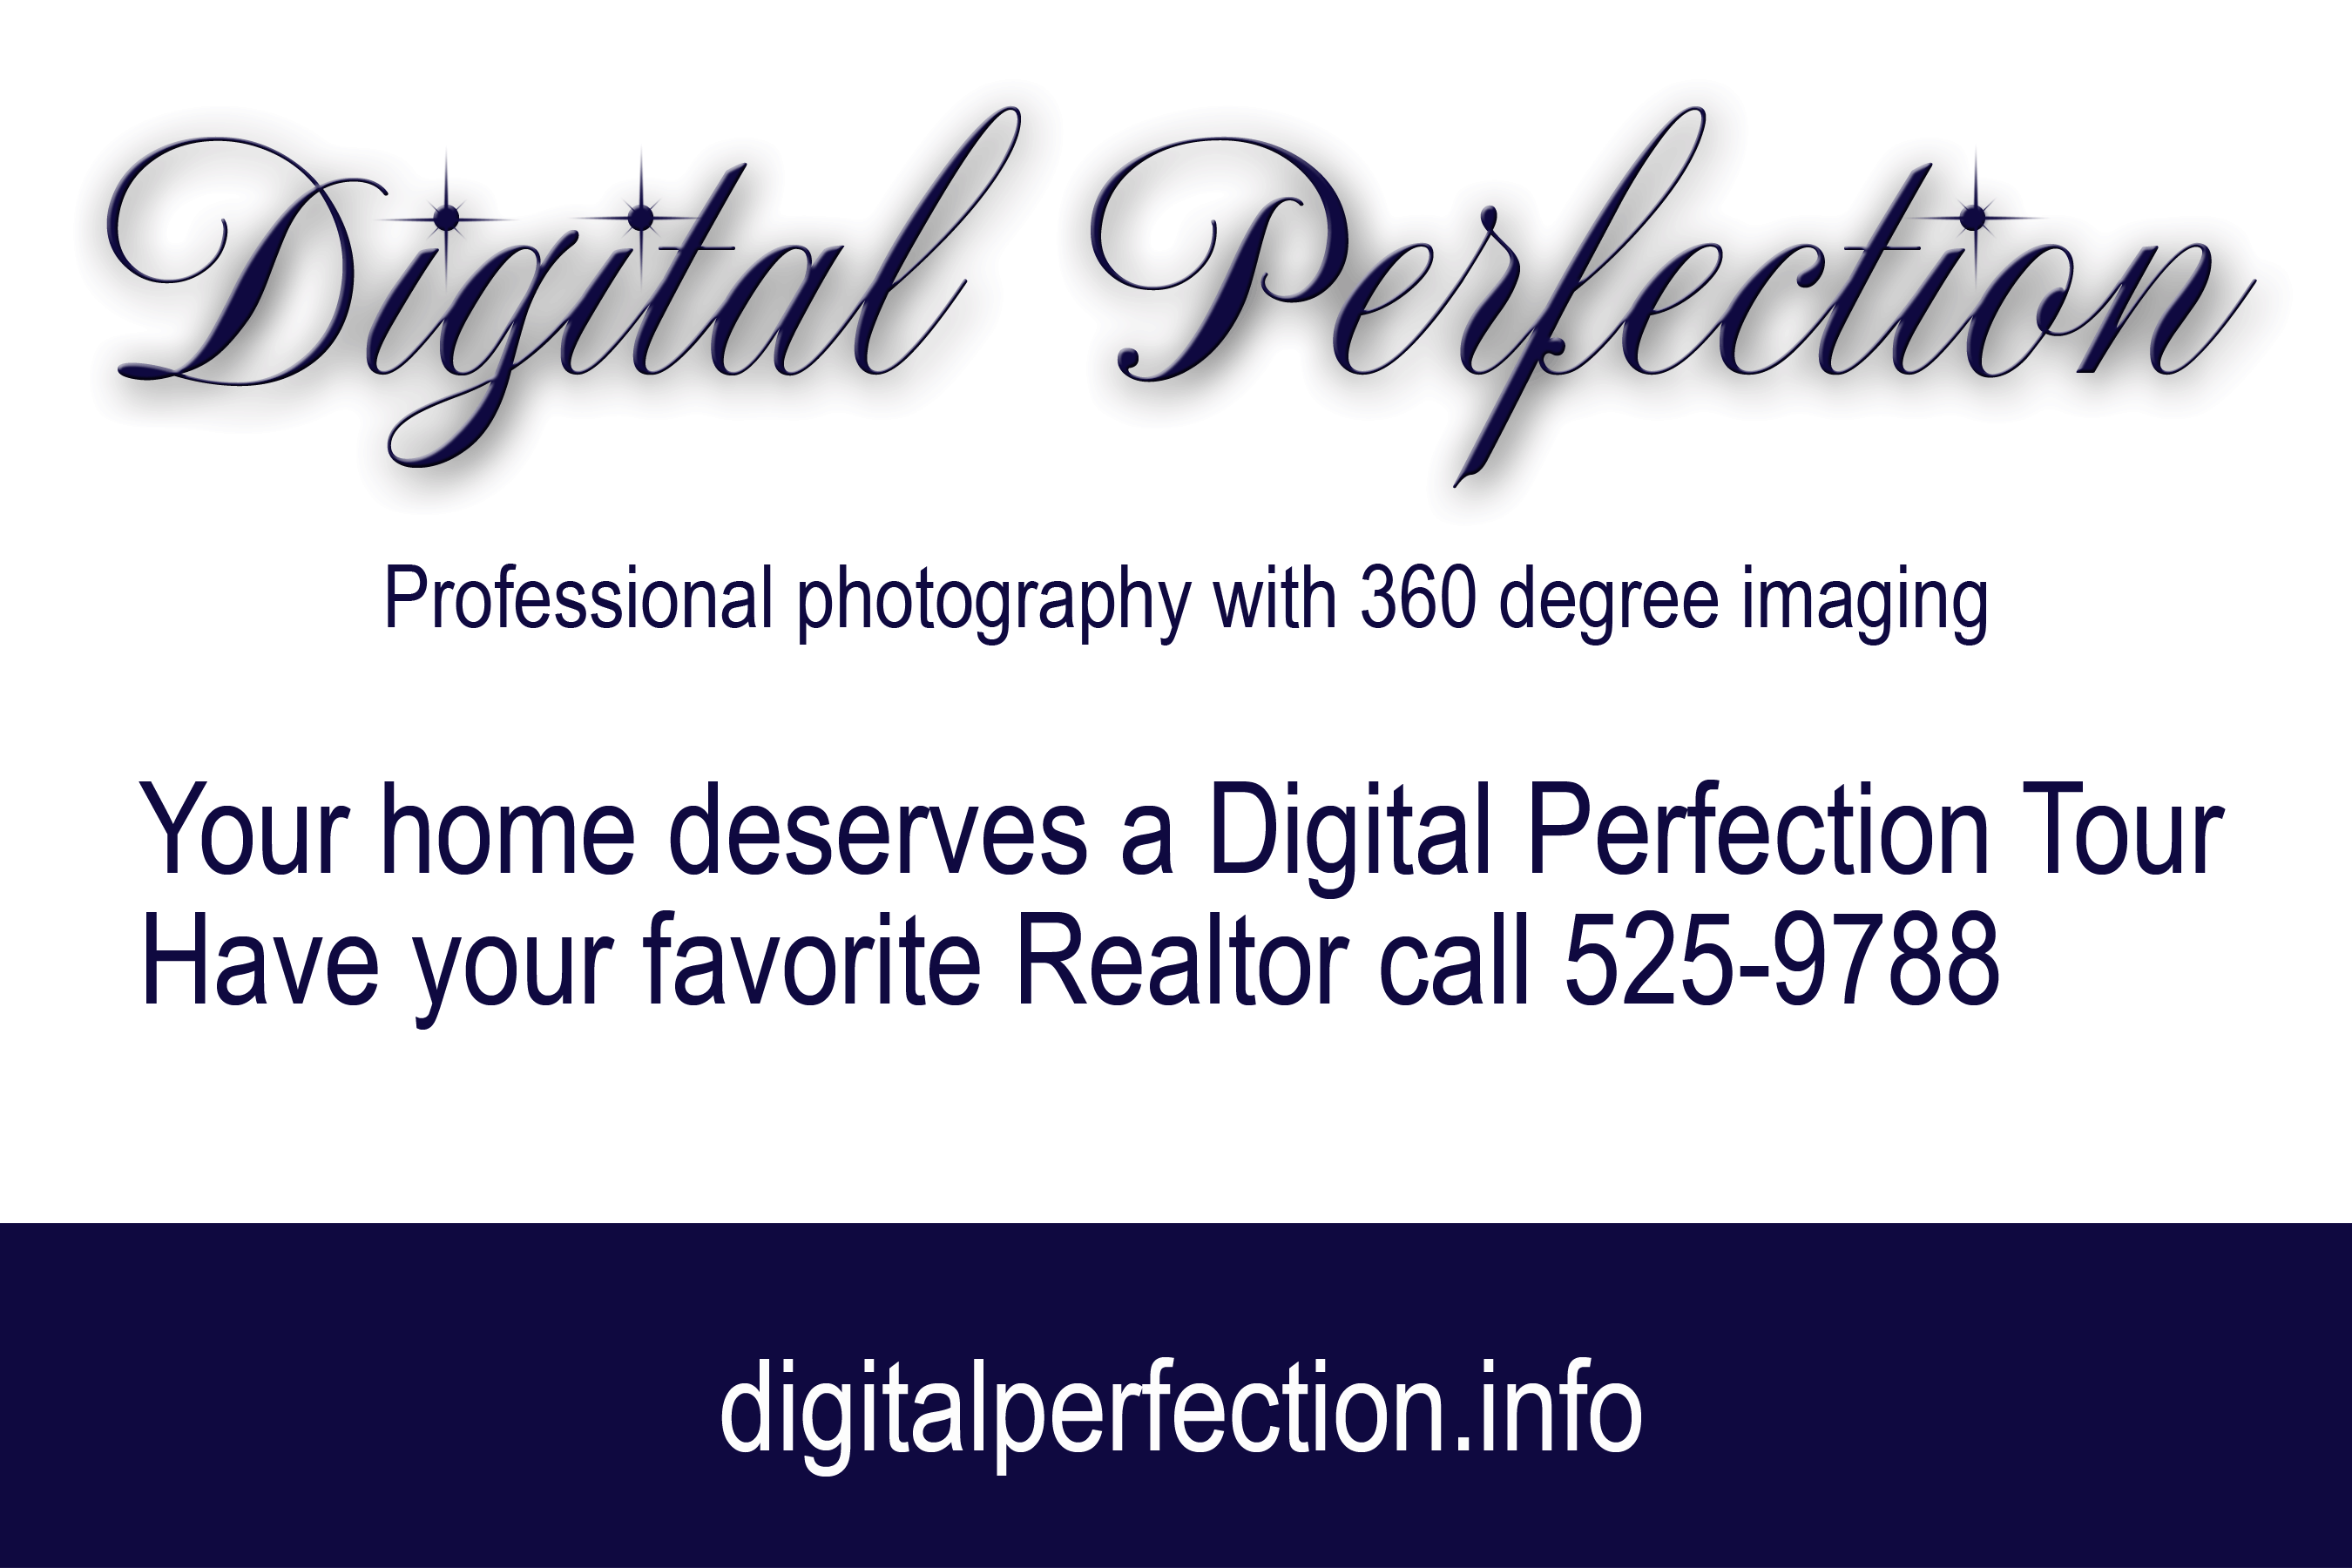 Digital Perfection
Professional photography with 360 degree imaging
Your home deserves a Digital Perfection Tour
Have your favorite Realtor call 525-9788
digitalperfection.info